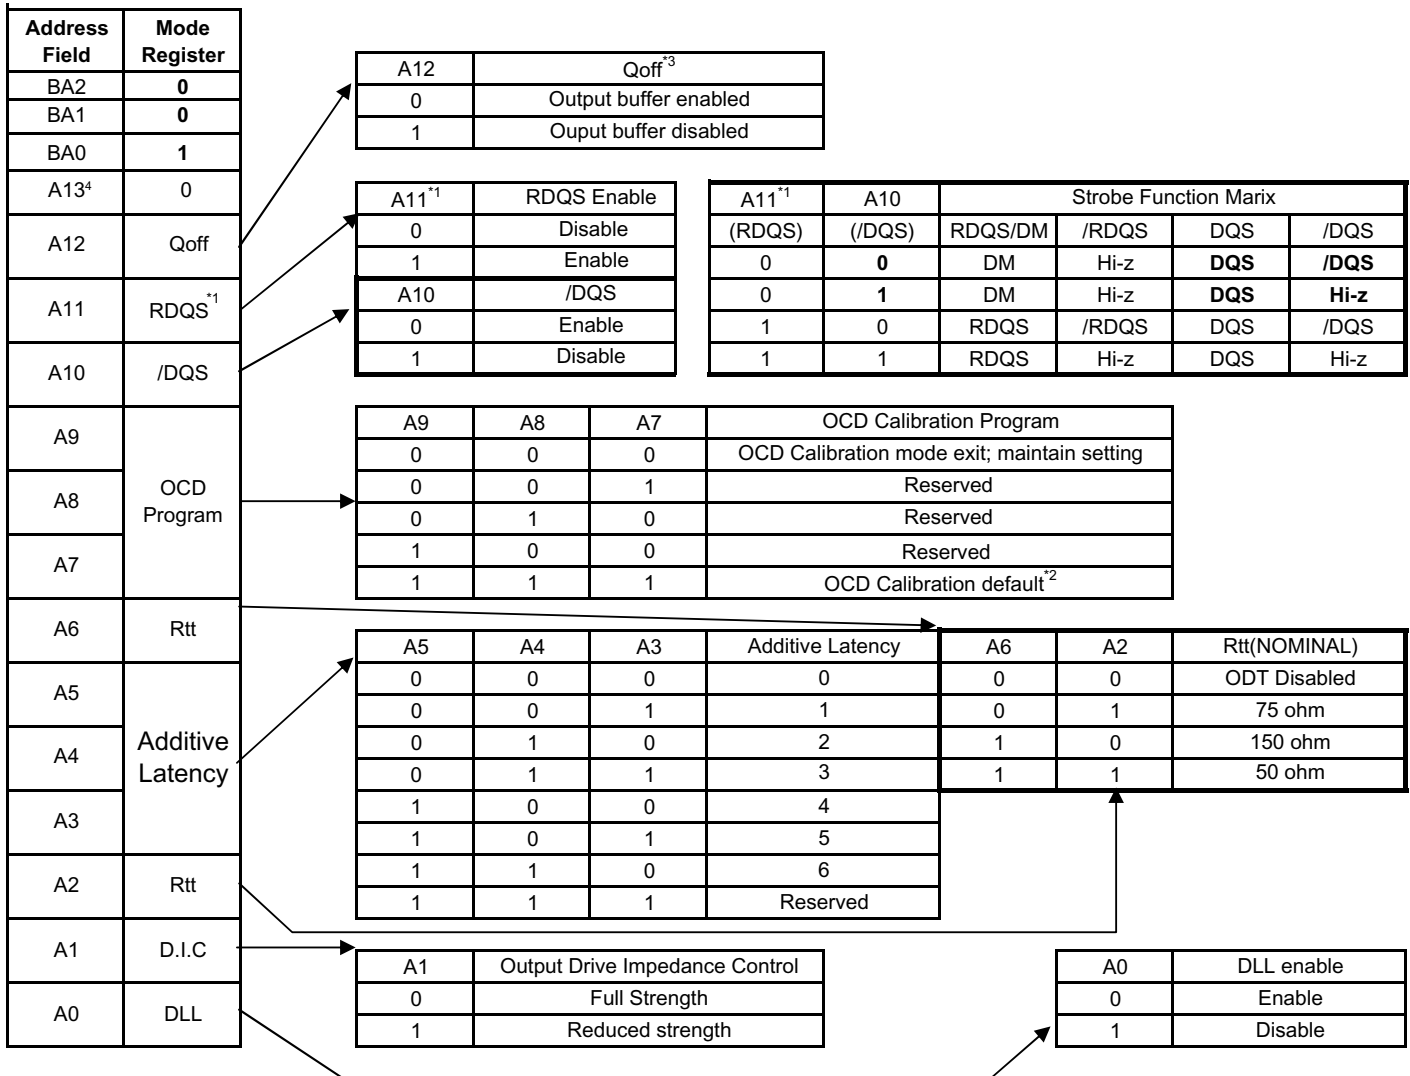 Address Field | Mode Register
BA2 | 0
BA1 | 0
BA0 | 1
A13⁴ | 0
A12 | Qoff
A11 | RDQS*1
A10 | /DQS
A9
A8 | OCD Program
A7
A6 | Rtt
A5
A4 | Additive Latency
A3
A2 | Rtt
A1 | D.I.C
A0 | DLL
A12 | Qoff*3
0 | Output buffer enabled
1 | Ouput buffer disabled
A11*1 | RDQS Enable
0 | Disable
1 | Enable
A10 | /DQS
0 | Enable
1 | Disable
A11*1 | A10 | Strobe Function Marix
(RDQS) | (/DQS) | RDQS/DM | /RDQS | DQS | /DQS
0 | 0 | DM | Hi-z | DQS | /DQS
0 | 1 | DM | Hi-z | DQS | Hi-z
1 | 0 | RDQS | /RDQS | DQS | /DQS
1 | 1 | RDQS | Hi-z | DQS | Hi-z
A9 | A8 | A7 | OCD Calibration Program
0 | 0 | 0 | OCD Calibration mode exit; maintain setting
0 | 0 | 1 | Reserved
0 | 1 | 0 | Reserved
1 | 0 | 0 | Reserved
1 | 1 | 1 | OCD Calibration default*2
A5 | A4 | A3 | Additive Latency
0 | 0 | 0 | 0
0 | 0 | 1 | 1
0 | 1 | 0 | 2
0 | 1 | 1 | 3
1 | 0 | 0 | 4
1 | 0 | 1 | 5
1 | 1 | 0 | 6
1 | 1 | 1 | Reserved
A6 | A2 | Rtt(NOMINAL)
0 | 0 | ODT Disabled
0 | 1 | 75 ohm
1 | 0 | 150 ohm
1 | 1 | 50 ohm
A1 | Output Drive Impedance Control
0 | Full Strength
1 | Reduced strength
A0 | DLL enable
0 | Enable
1 | Disable